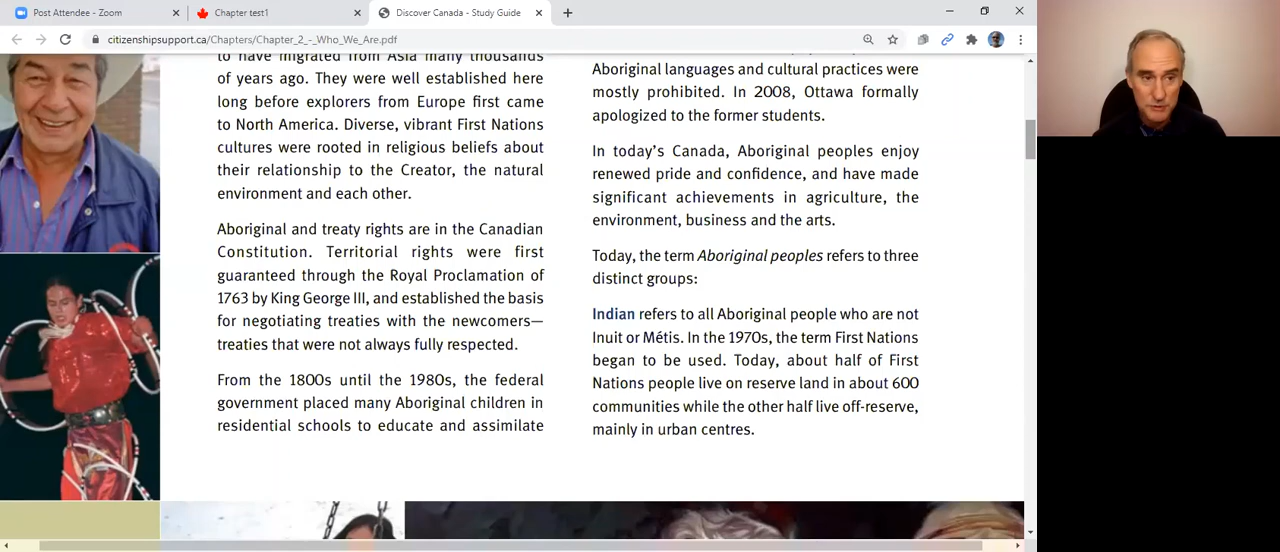 Post Attendee - Zoom
Chapter test1
Discover Canada - Study Guide
citizenshipsupport.ca/Chapters/Chapter_2_-_Who_We_Are.pdf
to have migrated from Asia many thousands
of years ago. They were well established here
long before explorers from Europe first came
to North America. Diverse, vibrant First Nations
cultures were rooted in religious beliefs about
their relationship to the Creator, the natural
environment and each other.
Aboriginal and treaty rights are in the Canadian
Constitution. Territorial rights were first
guaranteed through the Royal Proclamation of
1763 by King George III, and established the basis
for negotiating treaties with the newcomers—
treaties that were not always fully respected.
From the 1800s until the 1980s, the federal
government placed many Aboriginal children in
residential schools to educate and assimilate
Aboriginal languages and cultural practices were
mostly prohibited. In 2008, Ottawa formally
apologized to the former students.
In today's Canada, Aboriginal peoples enjoy
renewed pride and confidence, and have made
significant achievements in agriculture, the
environment, business and the arts.
Today, the term Aboriginal peoples refers to three
distinct groups:
Indian refers to all Aboriginal people who are not
Inuit or Métis. In the 1970s, the term First Nations
began to be used. Today, about half of First
Nations people live on reserve land in about 600
communities while the other half live off-reserve,
mainly in urban centres.